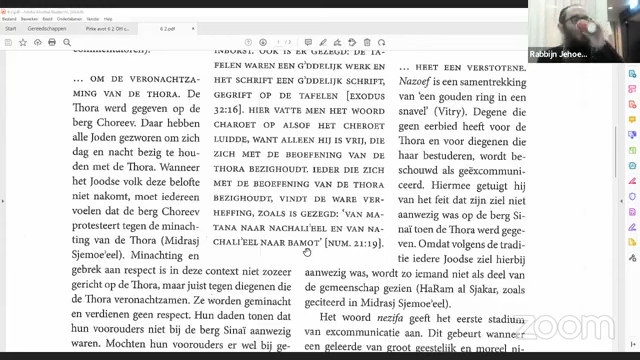 Bestand Bewerken Beeld Ondertekenen Venster Help
Start
Gereedschappen
6 2.pdf ×
Rabbijn Jehoe...
commentatoren).
... OM DE VERONACHTZA-
MING VAN DE THORA. De
Thora werd gegeven op de
berg Choreev. Daar hebben
alle Joden gezworen om zich
dag en nacht bezig te hou-
den met de Thora. Wanneer
het Joodse volk deze belofte
niet nakomt, moet iedereen
voelen dat de berg Choreev
protesteert tegen de minach-
ting van de Thora (Midrasj
Sjemoe'eel). Minachting en
gebrek aan respect is in deze context niet zozeer
gericht op de Thora, maar juist tegen diegenen die
de Thora veronachtzamen. Ze worden geminacht
en verdienen geen respect. Hun daden tonen dat
hun voorouders niet bij de berg Sinaï aanwezig
waren. Mochten hun voorouders er wel bij ge-
INBORST. OOK IS ER GEZEGD: DE TA-
FELEN WAREN EEN G'DDELIJK WERK EN
HET SCHRIFT EEN G'DDELIJK SCHRIFT,
GEGRIFT OP DE TAFELEN [EXODUS
32:16]. HIER VATTE MEN HET WOORD
CHAROET OP ALSOF HET CHEROET
LUIDDE, WANT ALLEEN HIJ IS VRIJ, DIE
ZICH MET DE BEOEFENING VAN DE
THORA BEZIGHOUDT. IEDER DIE ZICH
MET DE BEOEFENING VAN DE THORA
BEZIGHOUDT, VINDT DE WARE VER-
HEFFING, ZOALS IS GEZEGD: 'VAN MA-
TANA NAAR NACHALI'HEL EN VAN NA-
CHALI'EEL NAAR BAMOT' [NUM. 21:19].
... HEET EEN VERSTOTENE.
Nazoef is een samentrekking
van 'een gouden ring in een
snavel' (Vitry). Degene die
geen eerbied heeft voor de
Thora en voor diegenen die
haar bestuderen, wordt be-
schouwd als geëxcommuni-
ceerd. Hiermee getuigt hij
van het feit dat zijn ziel niet
aanwezig was op de berg Si-
naï toen de Thora werd gege-
ven. Omdat volgens de tradi-
tie iedere Joodse ziel hierbij
aanwezig was, wordt zo iemand niet als deel van
de gemeenschap gezien (HaRam al Sjakar, zoals
geciteerd in Midrasj Sjemoe'eel).
Het woord nezifa geeft het eerste stadium
van excommunicatie aan. Dit gebeurt wanneer
een geleerde van groot geestelijk en moreel ni-
zoom